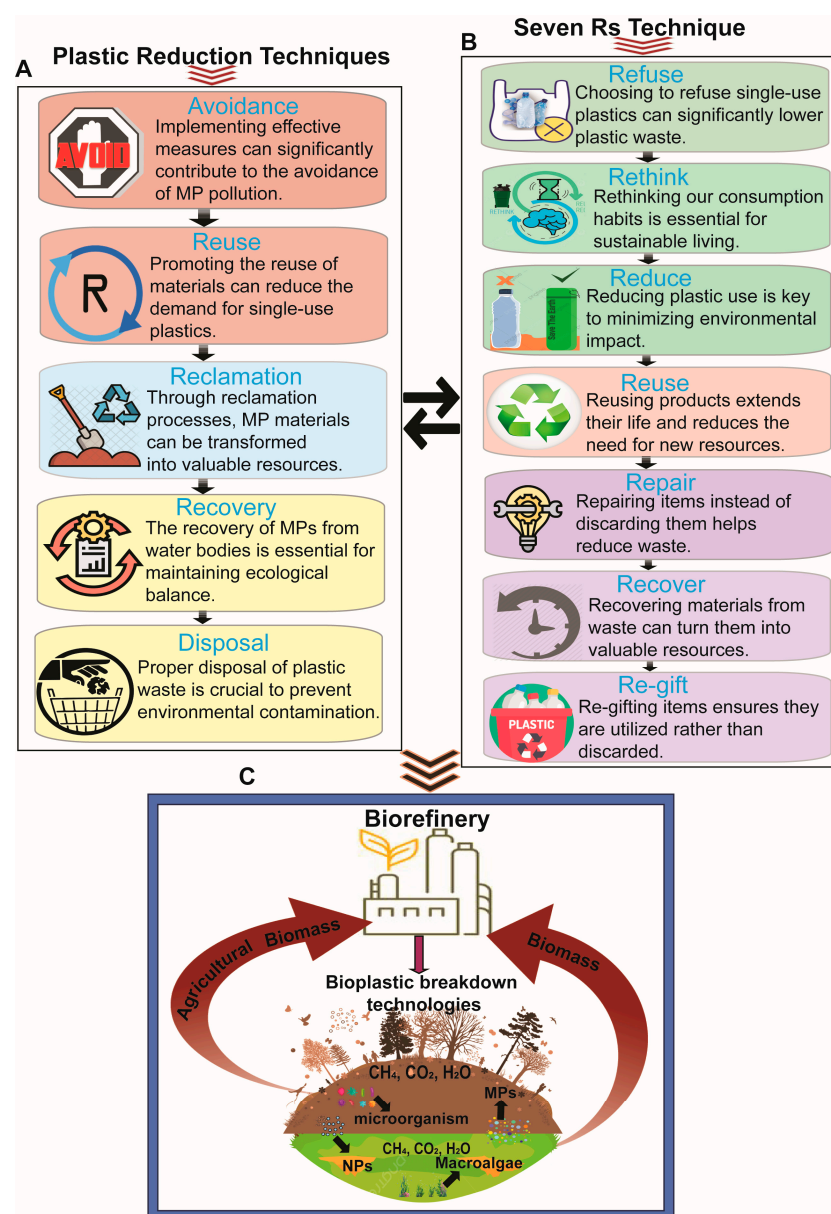 A
Plastic Reduction Techniques
AVOID
Avoidance
Implementing effective
measures can significantly
contribute to the avoidance
of MP pollution.
R
Reuse
Promoting the reuse of
materials can reduce the
demand for single-use
plastics.
Reclamation
Through reclamation
processes, MP materials
can be transformed
into valuable resources.
Recovery
The recovery of MPs from
water bodies is essential for
maintaining ecological
balance.
Disposal
Proper disposal of plastic
waste is crucial to prevent
environmental contamination.
B
Seven Rs Technique
Refuse
Choosing to refuse single-use
plastics can significantly lower
plastic waste.
RETHINK
Rethink
Rethinking our consumption
habits is essential for
sustainable living.
Save The Earth
Reduce
Reducing plastic use is key
to minimizing environmental
impact.
Reuse
Reusing products extends
their life and reduces the
need for new resources.
Repair
Repairing items instead of
discarding them helps
reduce waste.
Recover
Recovering materials from
waste can turn them into
valuable resources.
PLASTIC
Re-gift
Re-gifting items ensures they
are utilized rather than
discarded.
C
Biorefinery
Agricultural Biomass
Biomass
Bioplastic breakdown
technologies
CH₄, CO₂, H₂O
MPs
microorganism
CH₄, CO₂, H₂O
NPs
Macroalgae